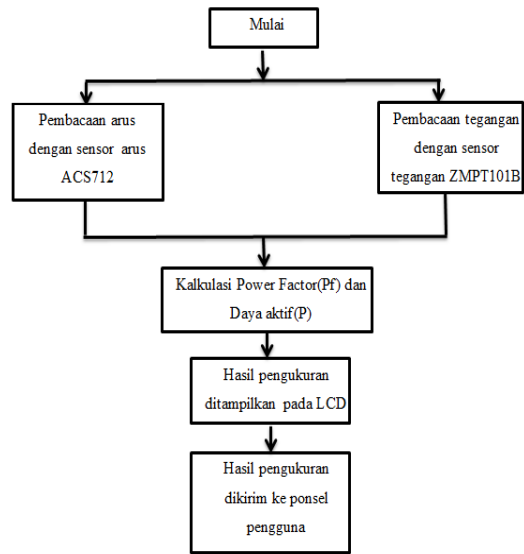 Mulai
Pembacaan arus
dengan sensor arus
ACS712
Pembacaan tegangan
dengan sensor
tegangan ZMPT101B
Kalkulasi Power Factor(Pf) dan
Daya aktif(P)
Hasil pengukuran
ditampilkan pada LCD
Hasil pengukuran
dikirim ke ponsel
pengguna